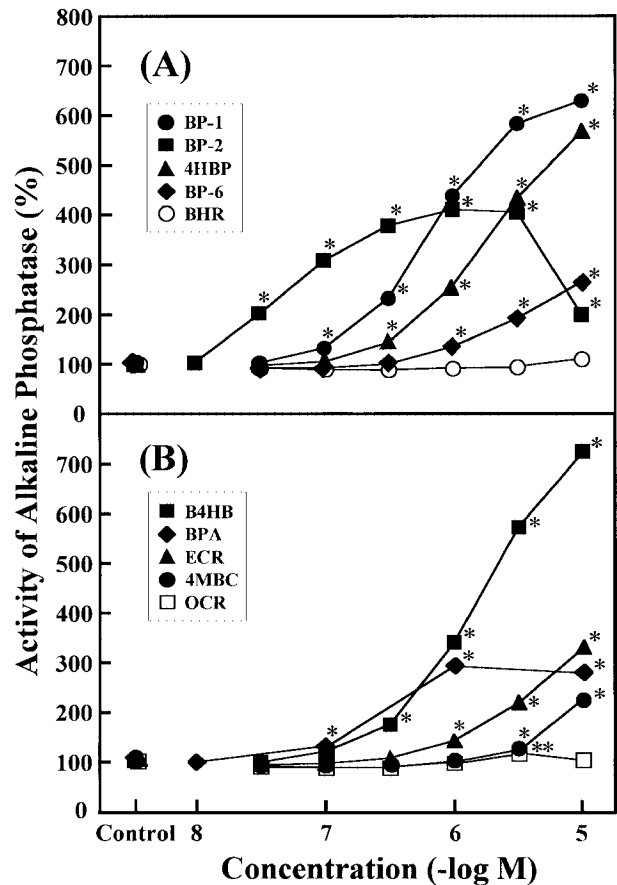 800
700
600
500
400
300
200
100
0
(A)
BP-1
BP-2
4HBP
BP-6
BHR
* * * * * *
* * * * * *
* * * *
* * *
700
600
500
400
300
200
100
0
(B)
B4HB
BPA
ECR
4MBC
OCR
* * * *
* * *
* * *
* *
**
Control 8 7 6 5
Concentration (-log M)
Activity of Alkaline Phosphatase (%)